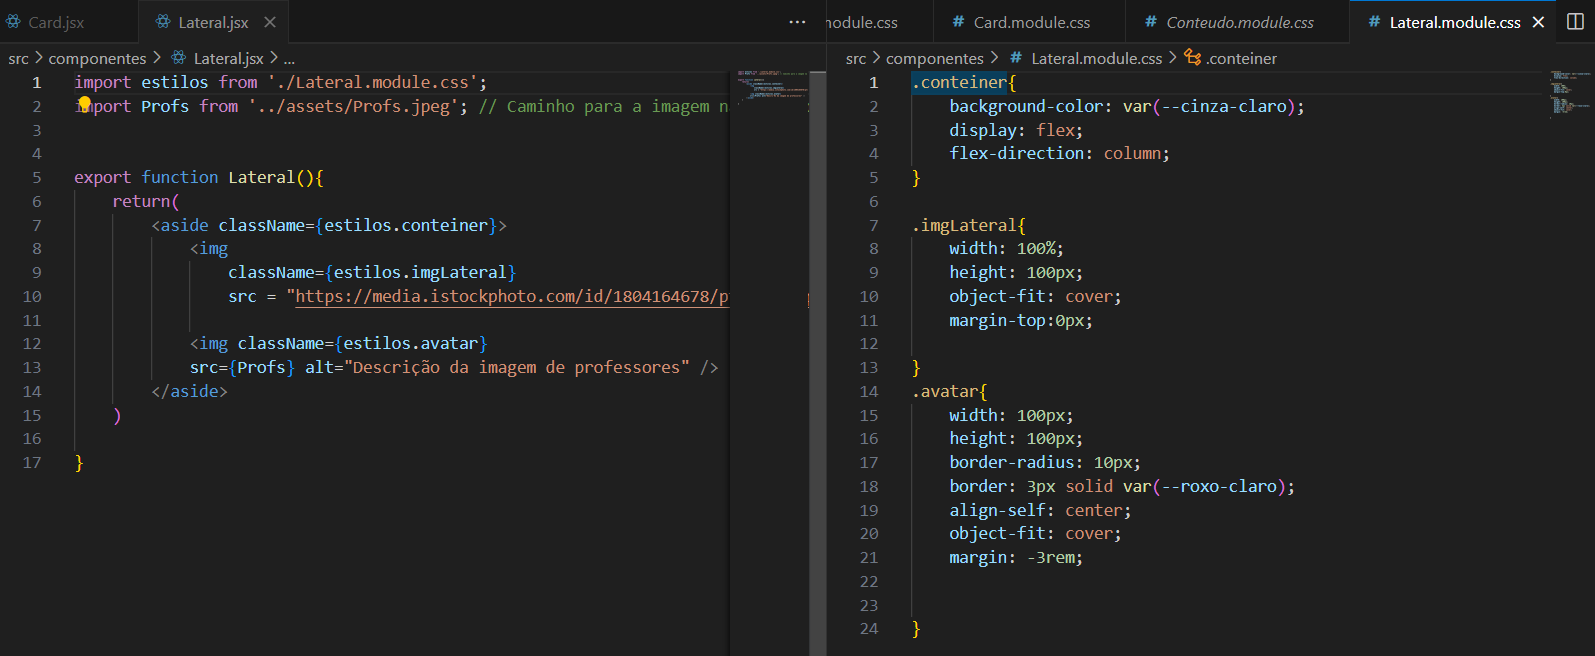 Card.jsx
Lateral.jsx
src > componentes > Lateral.jsx > ...
1 import estilos from './Lateral.module.css';
2 import Profs from '../assets/Profs.jpeg'; // Caminho para a imagem
3
4
5 export function Lateral(){
6 return(
7 <aside className={estilos.conteiner}>
8 <img
9 className={estilos.imgLateral}
10 src = "https://media.istockphoto.com/id/1804164678/
11
12 <img className={estilos.avatar}
13 src={Profs} alt="Descrição da imagem de professores" />
14 </aside>
15 )
16
17 }
module.css
# Card.module.css
# Conteudo.module.css
# Lateral.module.css
src > componentes > # Lateral.module.css > .conteiner
1 .conteiner{
2 background-color: var(--cinza-claro);
3 display: flex;
4 flex-direction: column;
5 }
6
7 .imgLateral{
8 width: 100%;
9 height: 100px;
10 object-fit: cover;
11 margin-top:0px;
12
13 }
14 .avatar{
15 width: 100px;
16 height: 100px;
17 border-radius: 10px;
18 border: 3px solid var(--roxo-claro);
19 align-self: center;
20 object-fit: cover;
21 margin: -3rem;
22
23
24 }